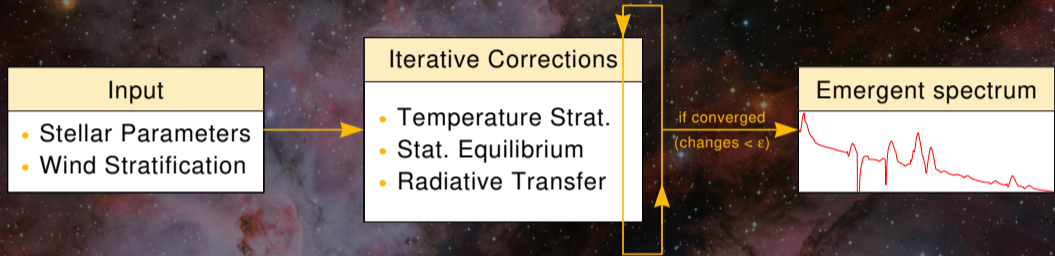 Input
• Stellar Parameters
• Wind Stratification
Iterative Corrections
• Temperature Strat.
• Stat. Equilibrium
• Radiative Transfer
if converged
(changes < ε)
Emergent spectrum